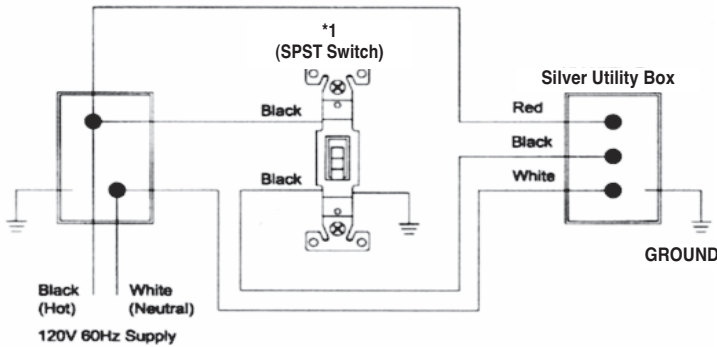 *1
(SPST Switch)
Silver Utility Box
Black
Red
Black
Black
White
GROUND
Black
(Hot)
White
(Neutral)
120V 60Hz Supply